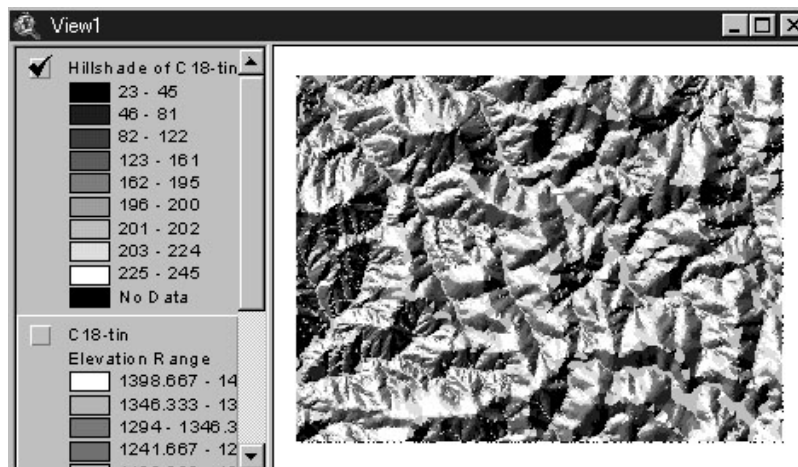 View1
Hillshade of C18-tin
23 - 45
46 - 81
82 - 122
123 - 161
162 - 195
196 - 200
201 - 202
203 - 224
225 - 245
No Data
C18-tin
Elevation Range
1398.667 - 14
1346.333 - 13
1294 - 1346.3
1241.667 - 12